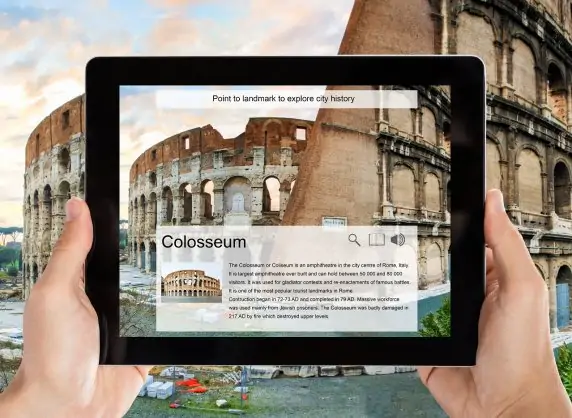 Point to landmark to explore city history
Colosseum
The Colosseum or Coliseum is an amphitheatre in the city centre of Rome, Italy.
It is largest amphitheatre ever built and can hold between 50 000 and 80 000
visitors. It was used for gladiator contests and re-enactements of famous battles.
It is one of the most popular tourist landmarks in Rome.
Contruction began in 72-73 AD and completed in 79 AD. Massive workforce
was used mainly from Jewish prisoners. The Colosseum was badly damaged in
217 AD by fire which destroyed upper levels